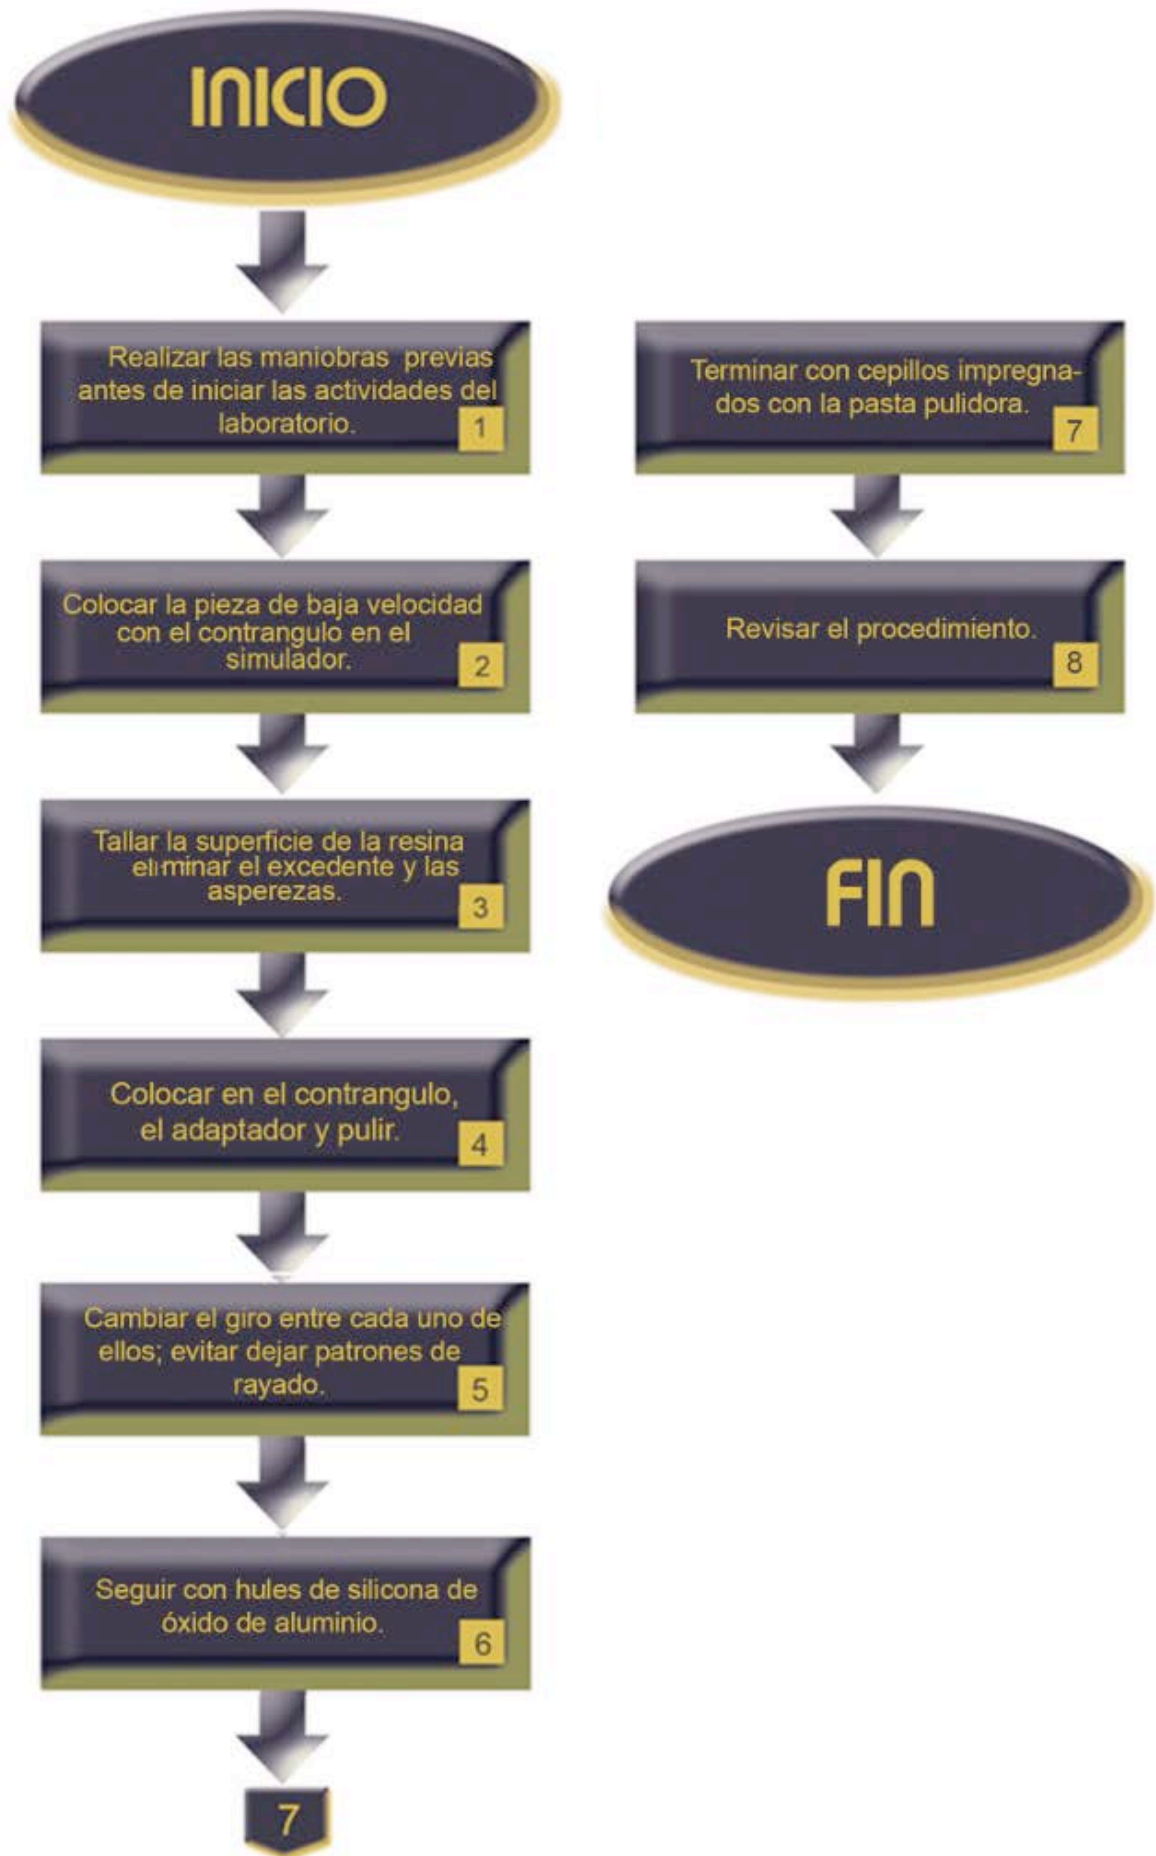 INICIO
Realizar las maniobras previas
antes de iniciar las actividades del
laboratorio.
1
Colocar la pieza de baja velocidad
con el contrangulo en el
simulador.
2
Tallar la superficie de la resina
eliminar el excedente y las
asperezas.
3
Colocar en el contrangulo,
el adaptador y pulir.
4
Cambiar el giro entre cada uno de
ellos; evitar dejar patrones de
rayado.
5
Seguir con hules de silicona de
óxido de aluminio.
6
7
Terminar con cepillos impregna-
dos con la pasta pulidora.
7
Revisar el procedimiento.
8
FIN